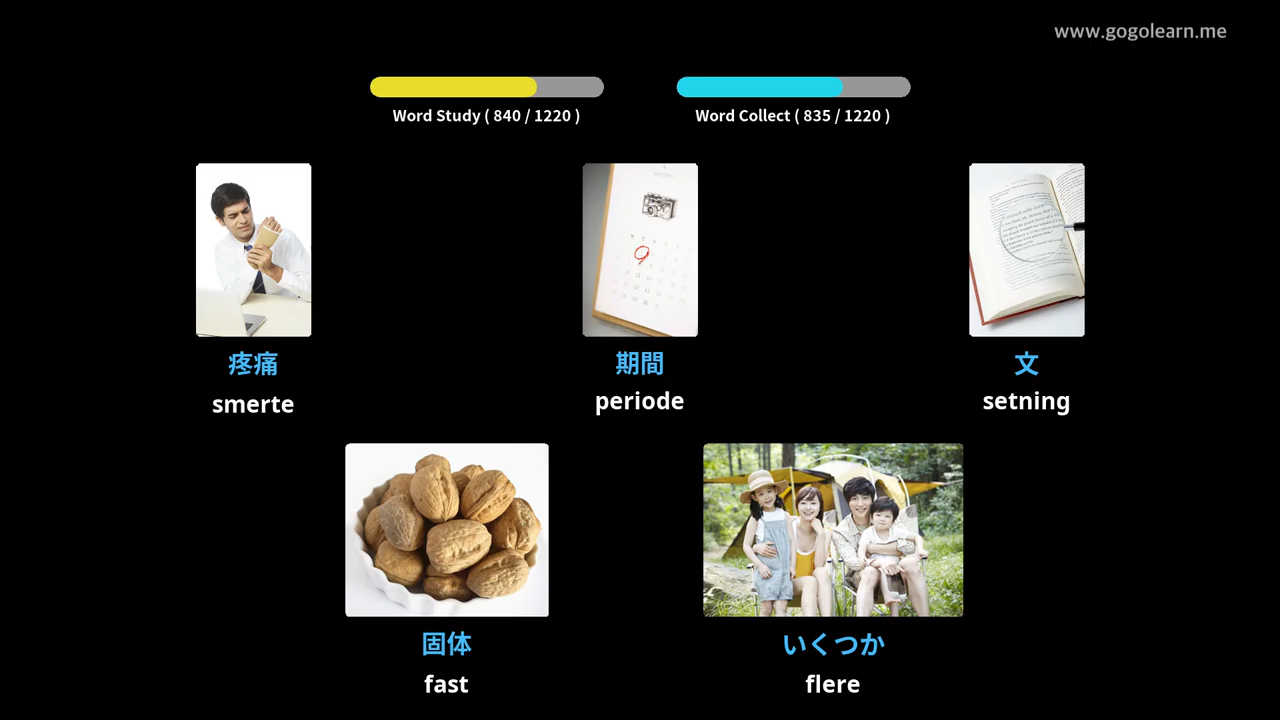 www.gogolearn.me
Word Study ( 840 / 1220 )
Word Collect ( 835 / 1220 )
疼痛
smerte
期間
periode
文
setning
固体
fast
いくつか
flere